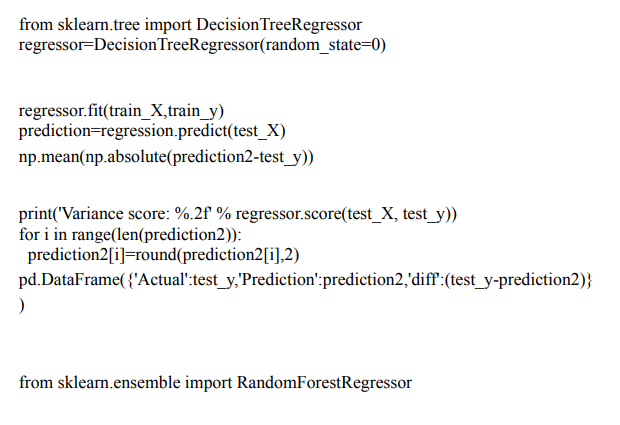 from sklearn.tree import DecisionTreeRegressor
regressor=DecisionTreeRegressor(random_state=0)
regressor.fit(train_X,train_y)
prediction=regression.predict(test_X)
np.mean(np.absolute(prediction2-test_y))
print('Variance score: %.2f' % regressor.score(test_X, test_y))
for i in range(len(prediction2)):
  prediction2[i]=round(prediction2[i],2)
pd.DataFrame({'Actual':test_y,'Prediction':prediction2,'diff':(test_y-prediction2)}
)
from sklearn.ensemble import RandomForestRegressor